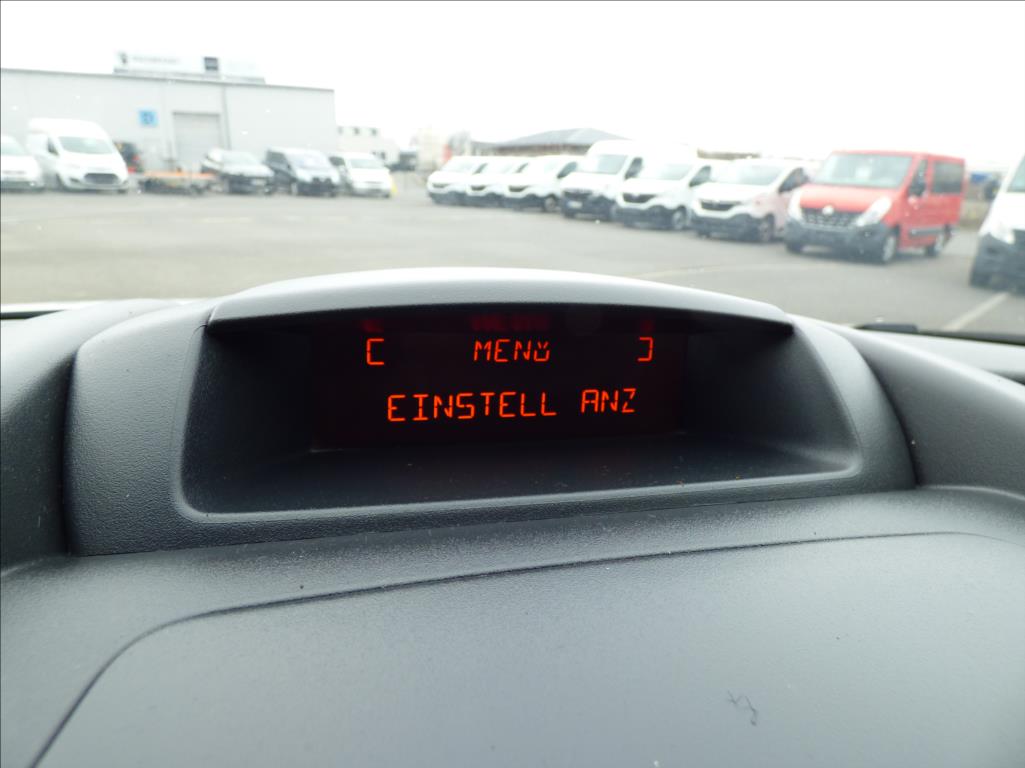 [ MENÜ ]
EINSTELL ANZ